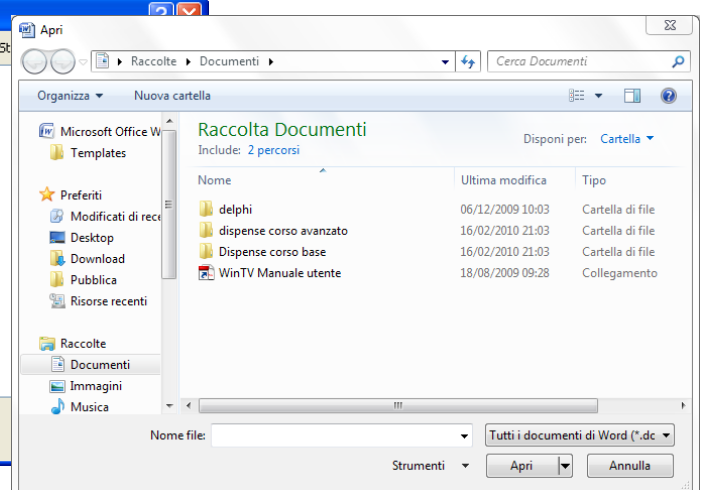 ?
St
Apri
Raccolte Documenti
Cerca Documenti
Organizza Nuova cartella
?
Microsoft Office W
Templates
Preferiti
Modificati di rece
Desktop
Download
Pubblica
Risorse recenti
Raccolte
Documenti
Immagini
Musica
Raccolta Documenti
Include: 2 percorsi
Disponi per: Cartella
Nome Ultima modifica Tipo
delphi 06/12/2009 10:03 Cartella di file
dispense corso avanzato 16/02/2010 21:03 Cartella di file
Dispense corso base 16/02/2010 21:03 Cartella di file
WinTV Manuale utente 18/08/2009 09:28 Collegamento
Nome file: Tutti i documenti di Word (*.dc
Strumenti Apri Annulla